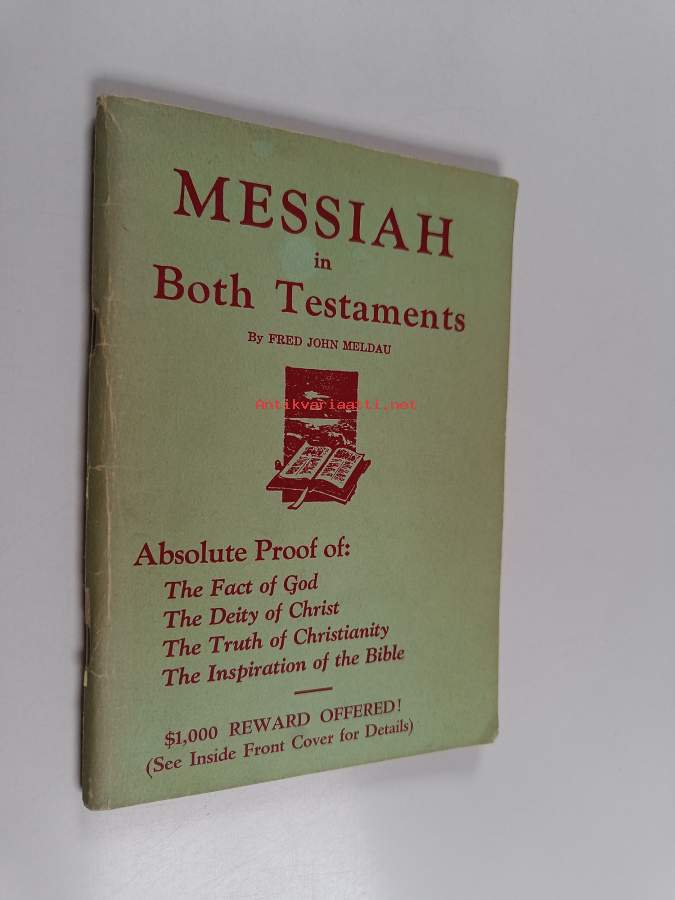 MESSIAH
in
Both Testaments
By FRED JOHN MELDAU
Antikvariaatti.net
Absolute Proof of:
The Fact of God
The Deity of Christ
The Truth of Christianity
The Inspiration of the Bible
$1,000 REWARD OFFERED!
(See Inside Front Cover for Details)